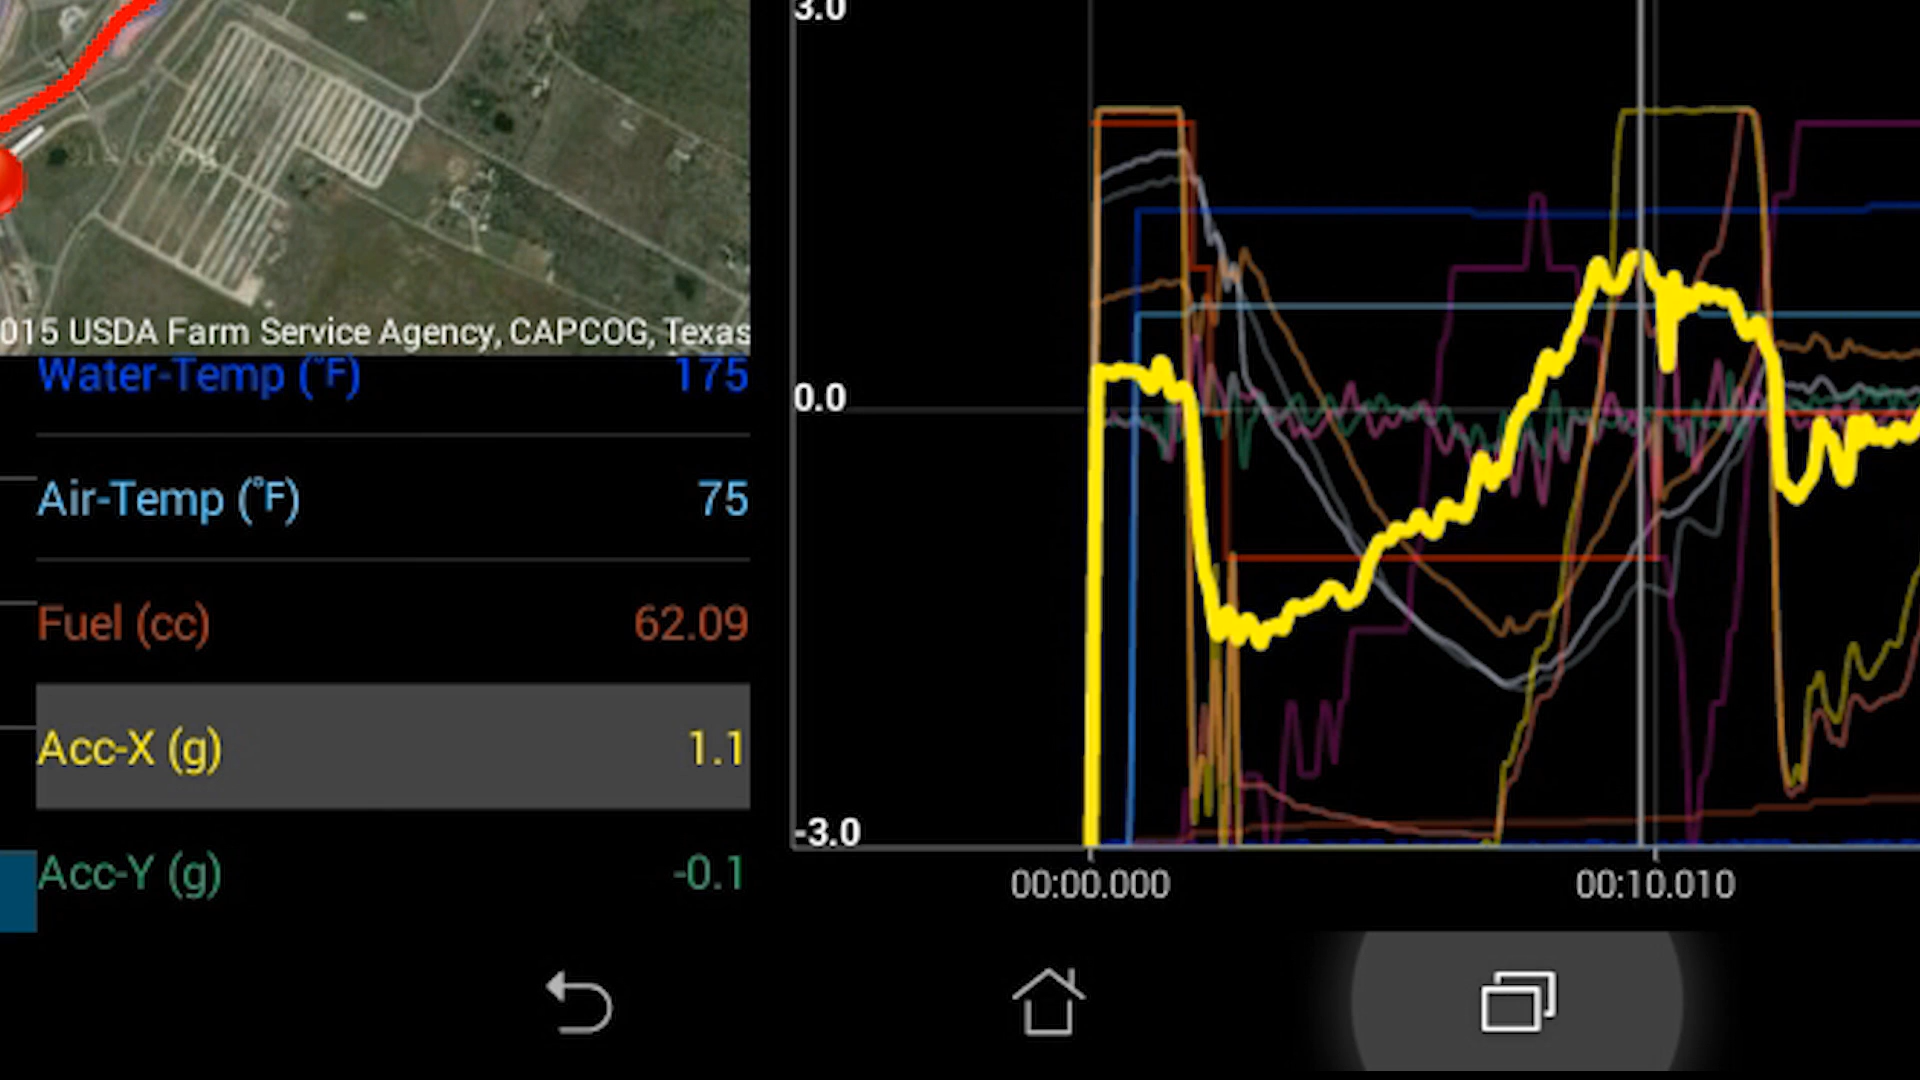 015 USDA Farm Service Agency, CAPCOG, Texas
Water-Temp (°F) 175
Air-Temp (°F) 75
Fuel (cc) 62.09
Acc-X (g) 1.1
Acc-Y (g) -0.1
3.0
0.0
-3.0
00:00.000 00:10.010